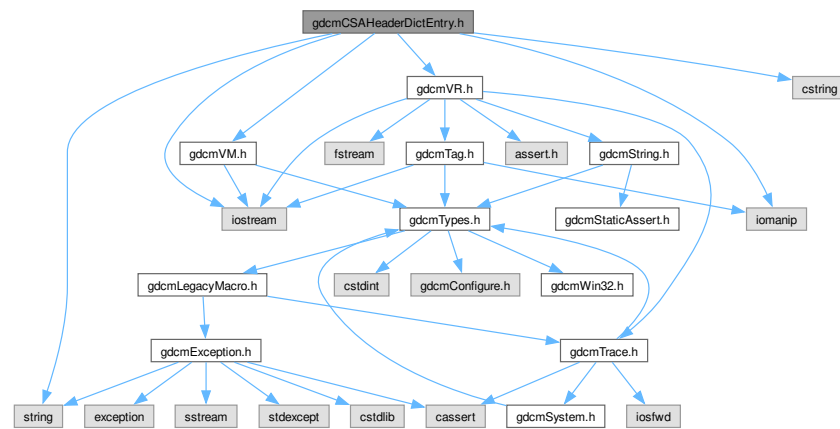 gdcmCSAHeaderDictEntry.h
cstring
gdcmVR.h
gdcmVM.h
fstream
gdcmTag.h
assert.h
gdcmString.h
iostream
gdcmTypes.h
gdcmStaticAssert.h
iomanip
gdcmLegacyMacro.h
cstdint
gdcmConfigure.h
gdcmWin32.h
gdcmException.h
gdcmTrace.h
string
exception
sstream
stdexcept
cstdlib
cassert
gdcmSystem.h
iosfwd